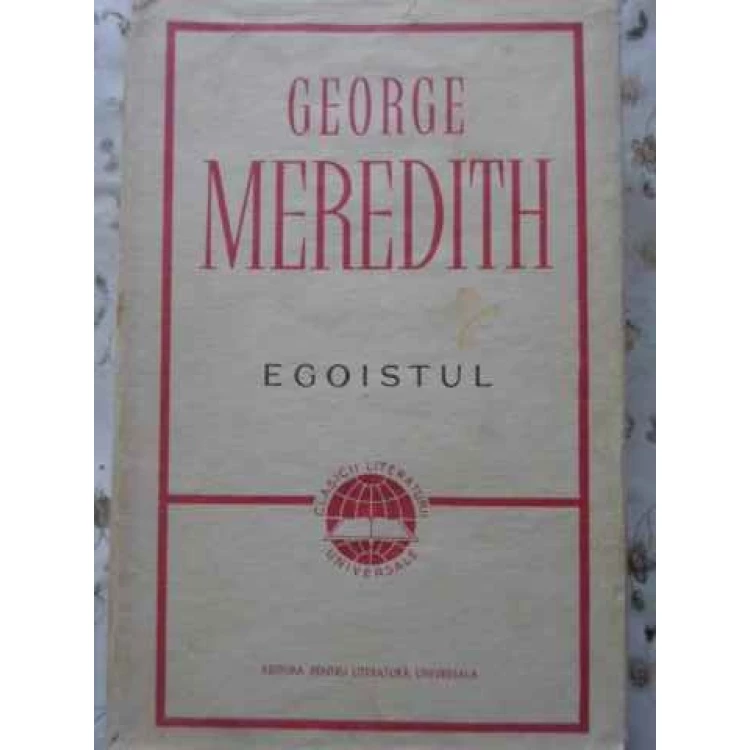 GEORGE
MEREDITH
EGOISTUL
CLASICII LITERATURII
UNIVERSALE
EDITURA PENTRU LITERATURĂ UNIVERSALĂ